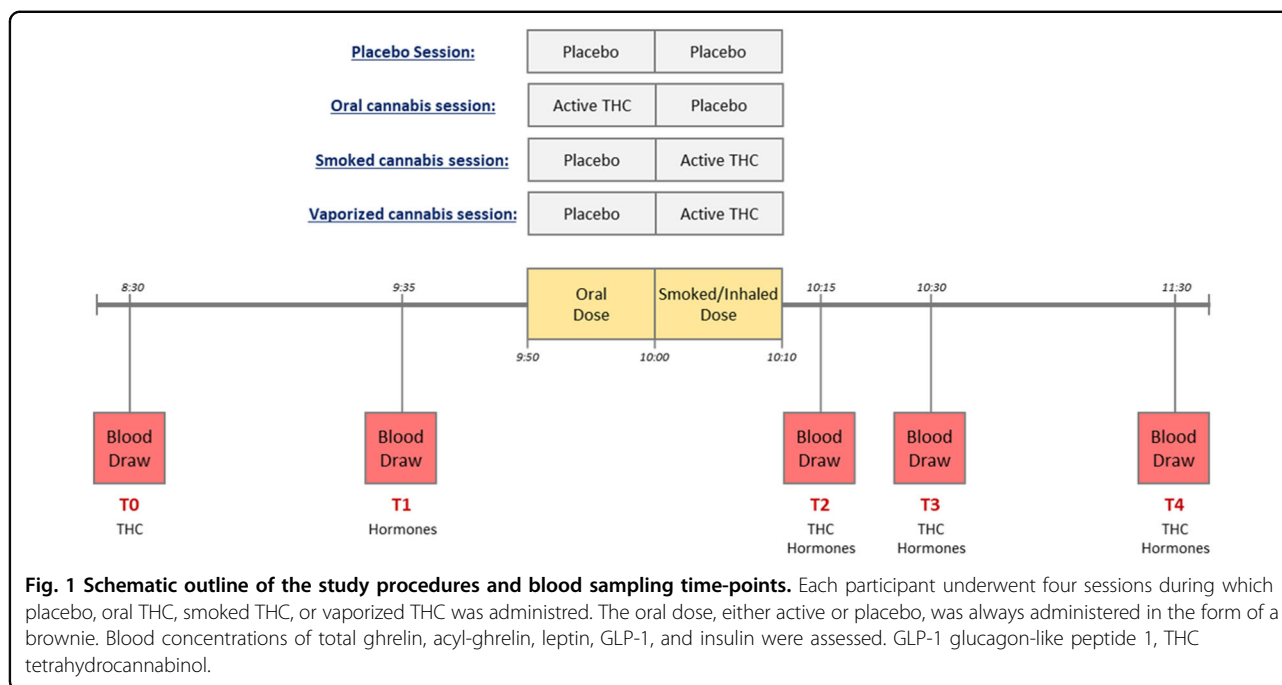 Placebo Session: Placebo Placebo
Oral cannabis session: Active THC Placebo
Smoked cannabis session: Placebo Active THC
Vaporized cannabis session: Placebo Active THC
8:30 9:35 10:15 10:30 11:30
Oral Smoked/Inhaled
Dose Dose
9:50 10:00 10:10
Blood Blood Blood Blood Blood
Draw Draw Draw Draw Draw
T0 T1 T2 T3 T4
THC Hormones THC THC THC
Hormones Hormones Hormones
Fig. 1 Schematic outline of the study procedures and blood sampling time-points. Each participant underwent four sessions during which
placebo, oral THC, smoked THC, or vaporized THC was administred. The oral dose, either active or placebo, was always administered in the form of a
brownie. Blood concentrations of total ghrelin, acyl-ghrelin, leptin, GLP-1, and insulin were assessed. GLP-1 glucagon-like peptide 1, THC
tetrahydrocannabinol.